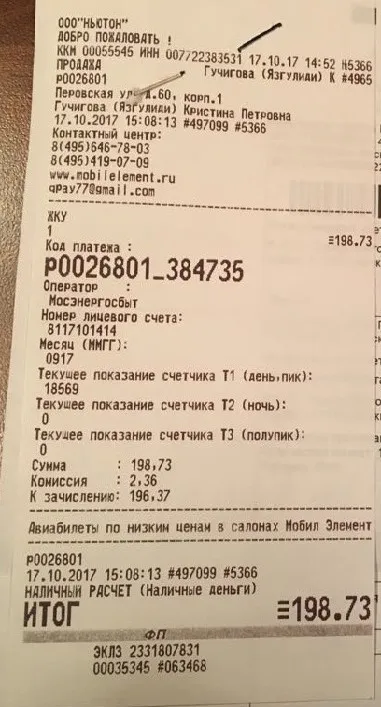 ООО"НЬЮТОН"
ДОБРО ПОЖАЛОВАТЬ !
ККМ 00055545 ИНН 007722383531 17.10.17 14:52 №5366
ПРОДАЖА Гучигова (Язгулиди) К #4965
P0026801
Перовская ул. д.60, корп.1
Гучигова (Язгулиди) Кристина Петровна
17.10.2017 15:08:13 #497099 #5366
Контактный центр:
8(495)646-78-03
8(495)419-07-09
www.mobilelement.ru
qpay77@gmail.com
ЖКУ
1 ≡198.73
Код платежа :
P0026801_384735
Оператор :
Мосэнергосбыт
Номер лицевого счета:
8117101414
Месяц (ММГГ):
0917
Текущее показание счетчика Т1 (день,пик):
18569
Текущее показание счетчика Т2 (ночь):
0
Текущее показание счетчика Т3 (полупик):
0
Сумма : 198,73
Комиссия : 2,36
К зачислению: 196,37
Авиабилеты по низким ценам в салонах Мобил Элемент
P0026801
17.10.2017 15:08:13 #497099 #5366
НАЛИЧНЫЙ РАСЧЕТ (Наличные деньги)
ИТОГ ≡198.73
ФП
ЭКЛЗ 2331807831
00035345 #063468